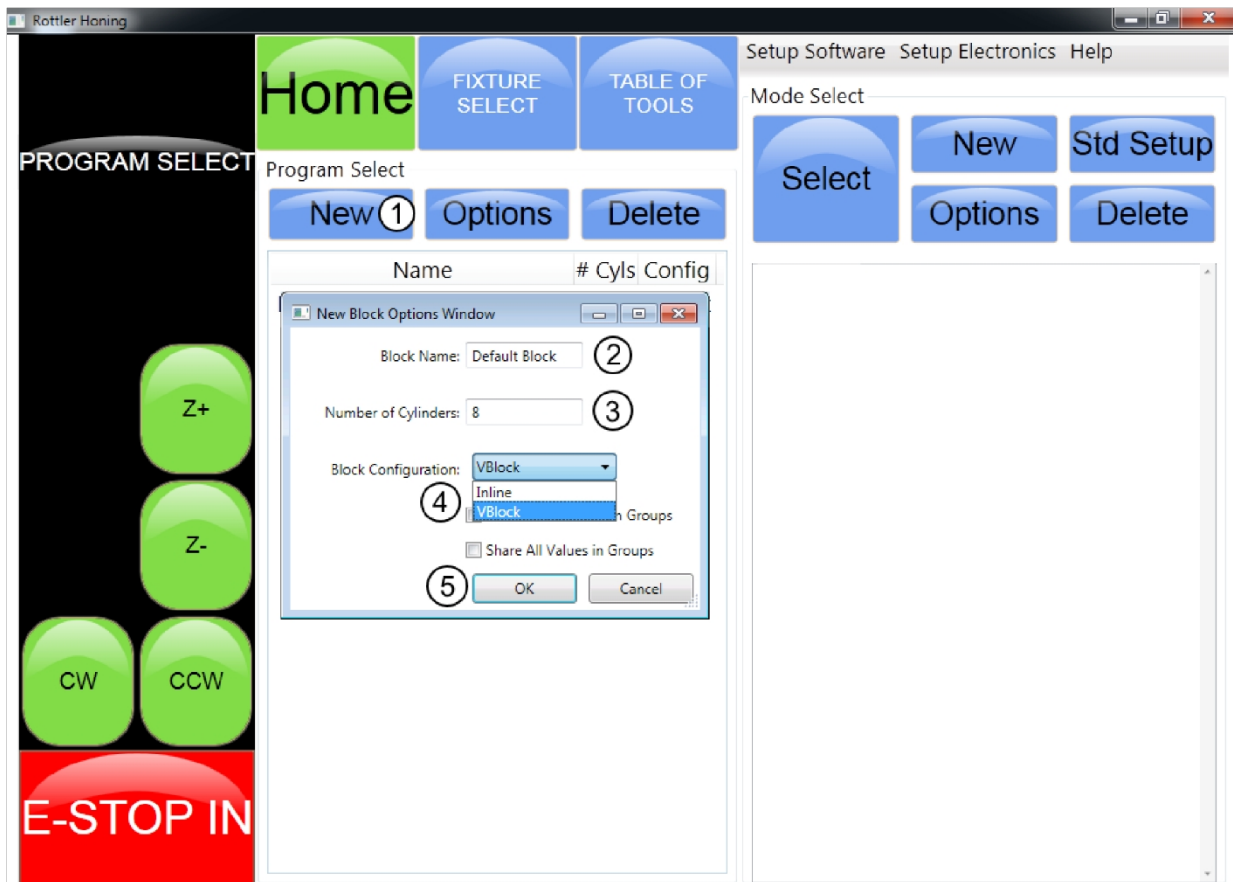 Rottler Honing
Setup Software Setup Electronics Help
Home
FIXTURE
SELECT
TABLE OF
TOOLS
PROGRAM SELECT
Program Select
New 1
Options
Delete
Name # Cyls Config
New Block Options Window
Block Name: Default Block 2
Number of Cylinders: 8 3
Block Configuration: VBlock
Inline
4 VBlock
n Groups
Share All Values in Groups
5 OK Cancel
Mode Select
Select
New
Std Setup
Options
Delete
Z+
Z-
CW
CCW
E-STOP IN